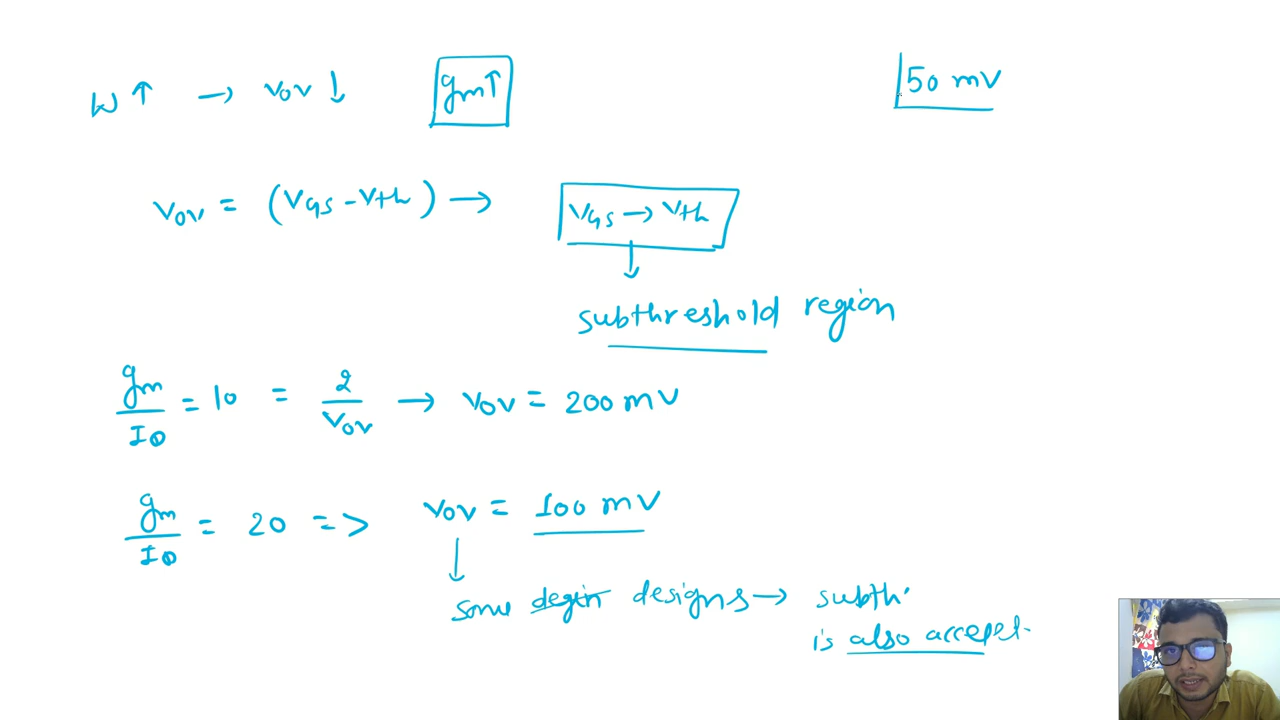 W ↑ → VOV ↓ gm↑ 50 mV
VOV = (VGS - Vth) → VGS → Vth
subthreshold region
gm/ID = 10 = 2/VOV → VOV = 200 mV
gm/ID = 20 => VOV = 100 mV
some degin designs → subth'
is also accept.